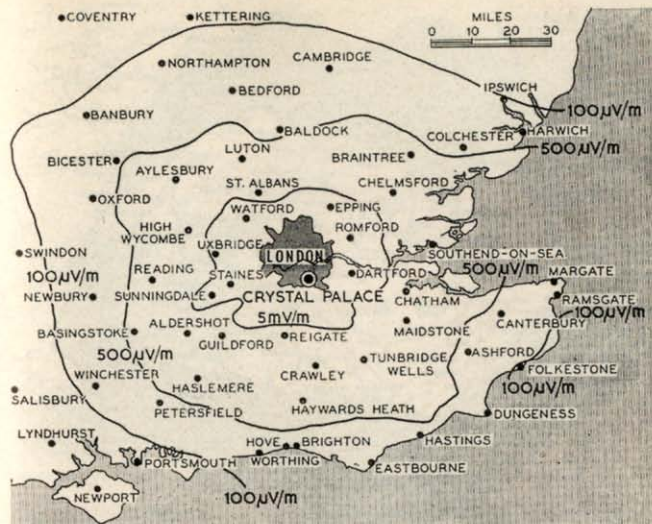 COVENTRY
KETTERING
MILES
0 10 20 30
NORTHAMPTON
CAMBRIDGE
BEDFORD
IPSWICH
BANBURY
100µV/m
BALDOCK
HARWICH
COLCHESTER
500µV/m
BICESTER
LUTON
BRAINTREE
AYLESBURY
ST. ALBANS
CHELMSFORD
OXFORD
WATFORD
EPPING
HIGH
WYCOMBE
ROMFORD
UXBRIDGE
SWINDON
LONDON
SOUTHEND-ON-SEA
100µV/m
READING
STAINES
DARTFORD
500µV/m
MARGATE
NEWBURY
SUNNINGDALE
CRYSTAL PALACE
CHATHAM
RAMSGATE
5mV/m
CANTERBURY
100µV/m
BASINGSTOKE
ALDERSHOT
REIGATE
MAIDSTONE
500µV/m
GUILDFORD
TUNBRIDGE
WELLS
ASHFORD
FOLKESTONE
WINCHESTER
CRAWLEY
100µV/m
SALISBURY
HASLEMERE
PETERSFIELD
HAYWARDS HEATH
DUNGENESS
LYNDHURST
HOVE
BRIGHTON
HASTINGS
PORTSMOUTH
WORTHING
EASTBOURNE
NEWPORT
100µV/m